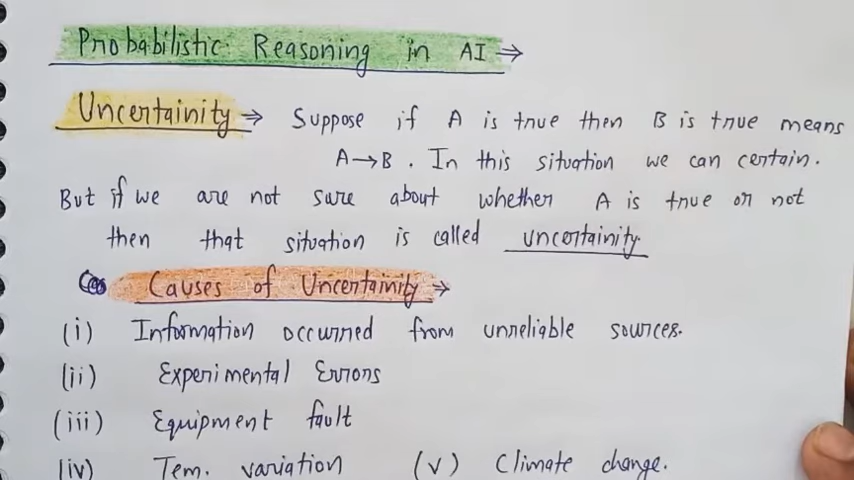 Probabilistic Reasoning in AI →
Uncertainity → Suppose if A is true then B is true means
A→B. In this situation we can certain.
But if we are not sure about whether A is true or not
then that situation is called uncertainity.
Causes of Uncertainity →
(i) Information occurred from unreliable sources.
(ii) Experimental Errors
(iii) Equipment fault
(iv) Tem. variation (v) Climate change.